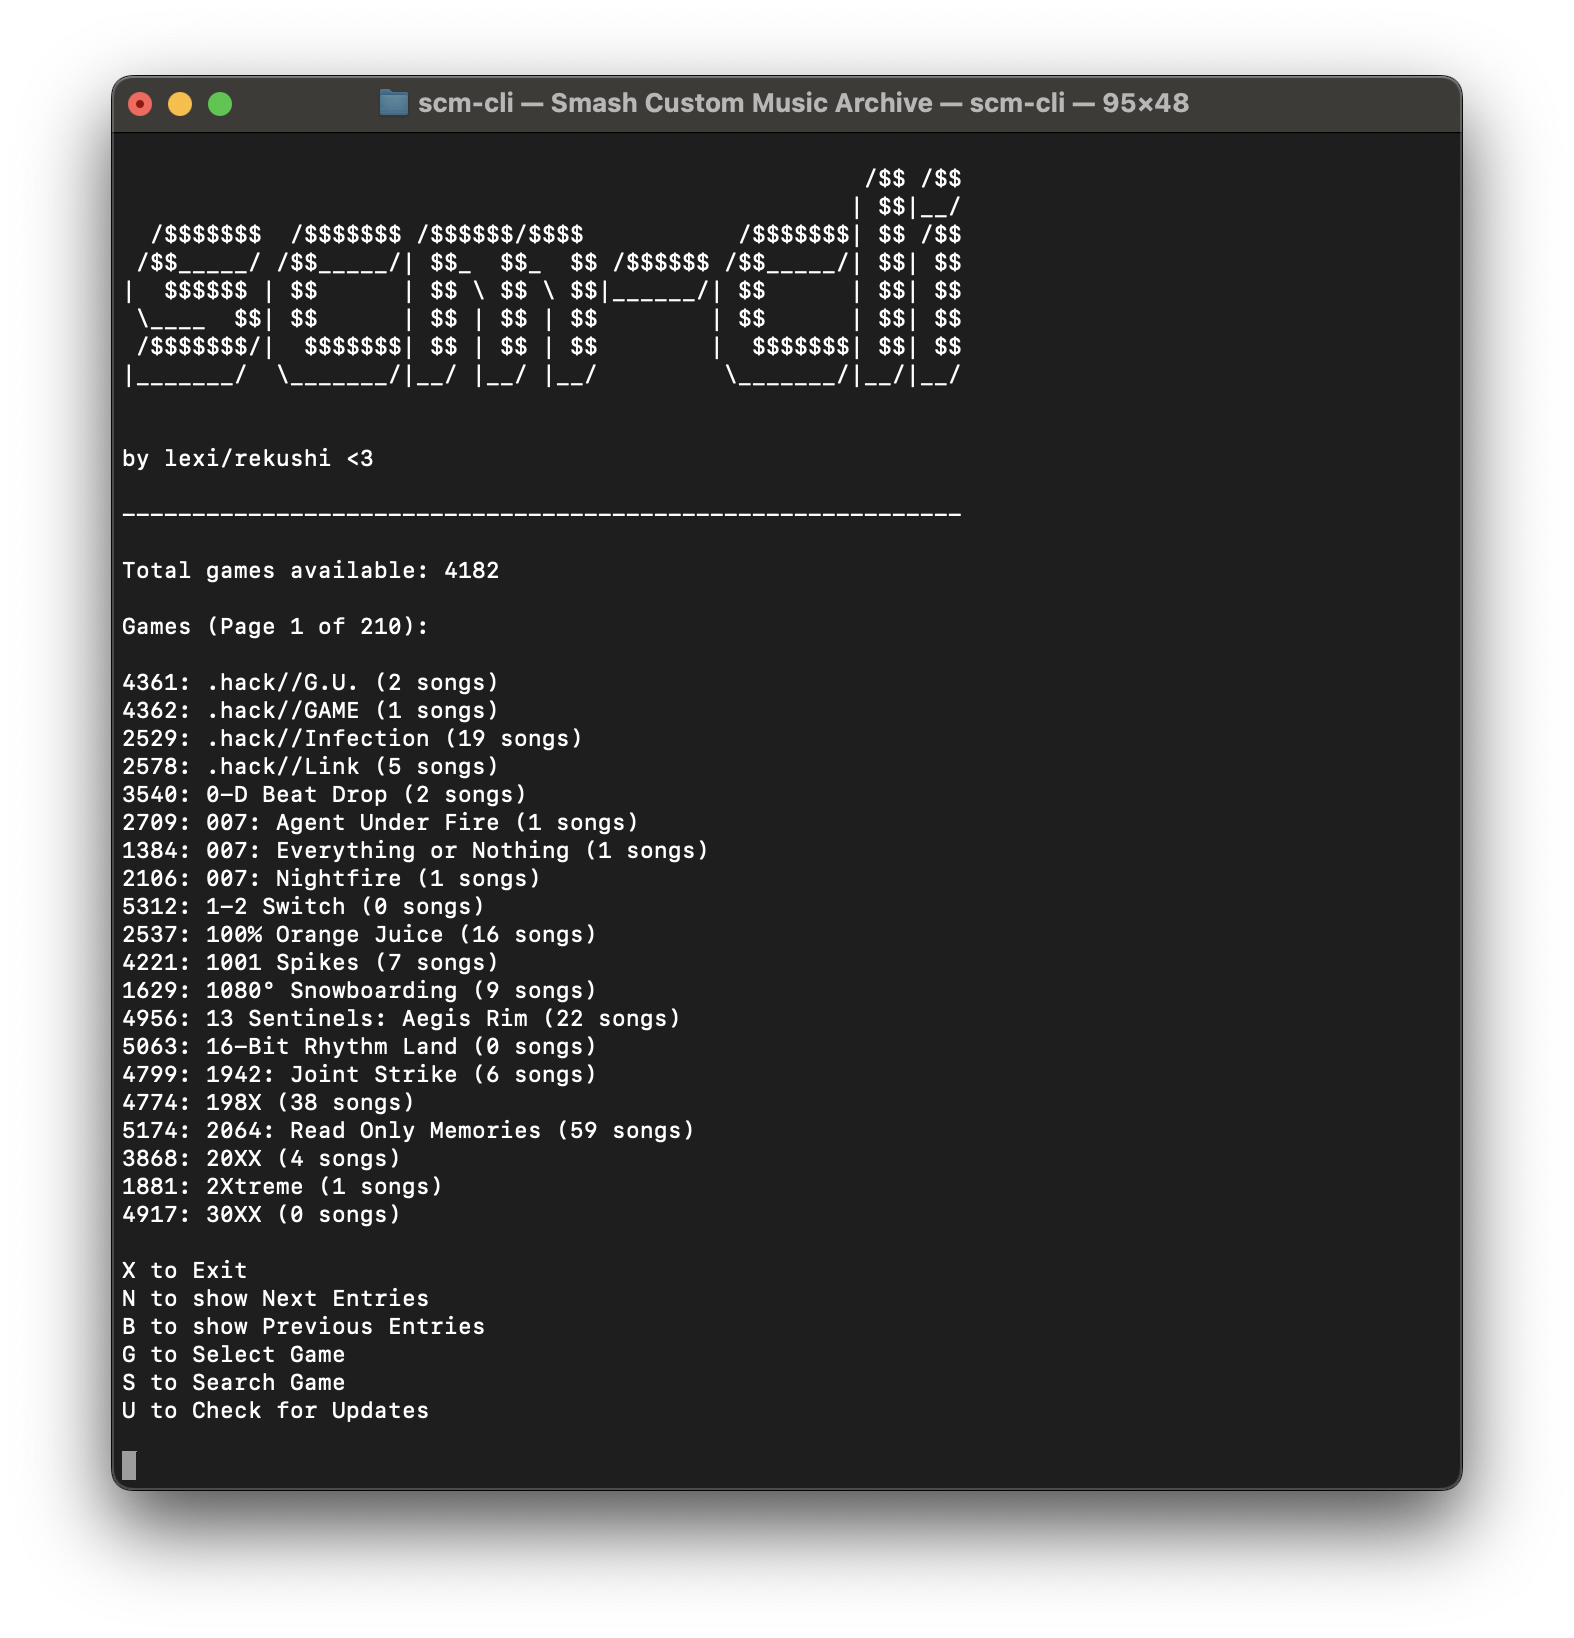 scm-cli — Smash Custom Music Archive — scm-cli — 95×48
                                                     /$$ /$$
                                                    | $$|__/
  /$$$$$$$  /$$$$$$$ /$$$$$$/$$$$           /$$$$$$$| $$ /$$
 /$$_____/ /$$_____/| $$_  $$_  $$ /$$$$$$ /$$_____/| $$| $$
|  $$$$$$ | $$      | $$ \ $$ \ $$|______/| $$      | $$| $$
 \____  $$| $$      | $$ | $$ | $$        | $$      | $$| $$
 /$$$$$$$/|  $$$$$$$| $$ | $$ | $$        |  $$$$$$$| $$| $$
|_______/  \_______/|__/ |__/ |__/         \_______/|__/|__/
by lexi/rekushi <3
------------------------------------------------------------
Total games available: 4182
Games (Page 1 of 210):
4361: .hack//G.U. (2 songs)
4362: .hack//GAME (1 songs)
2529: .hack//Infection (19 songs)
2578: .hack//Link (5 songs)
3540: 0-D Beat Drop (2 songs)
2709: 007: Agent Under Fire (1 songs)
1384: 007: Everything or Nothing (1 songs)
2106: 007: Nightfire (1 songs)
5312: 1-2 Switch (0 songs)
2537: 100% Orange Juice (16 songs)
4221: 1001 Spikes (7 songs)
1629: 1080° Snowboarding (9 songs)
4956: 13 Sentinels: Aegis Rim (22 songs)
5063: 16-Bit Rhythm Land (0 songs)
4799: 1942: Joint Strike (6 songs)
4774: 198X (38 songs)
5174: 2064: Read Only Memories (59 songs)
3868: 20XX (4 songs)
1881: 2Xtreme (1 songs)
4917: 30XX (0 songs)
X to Exit
N to show Next Entries
B to show Previous Entries
G to Select Game
S to Search Game
U to Check for Updates